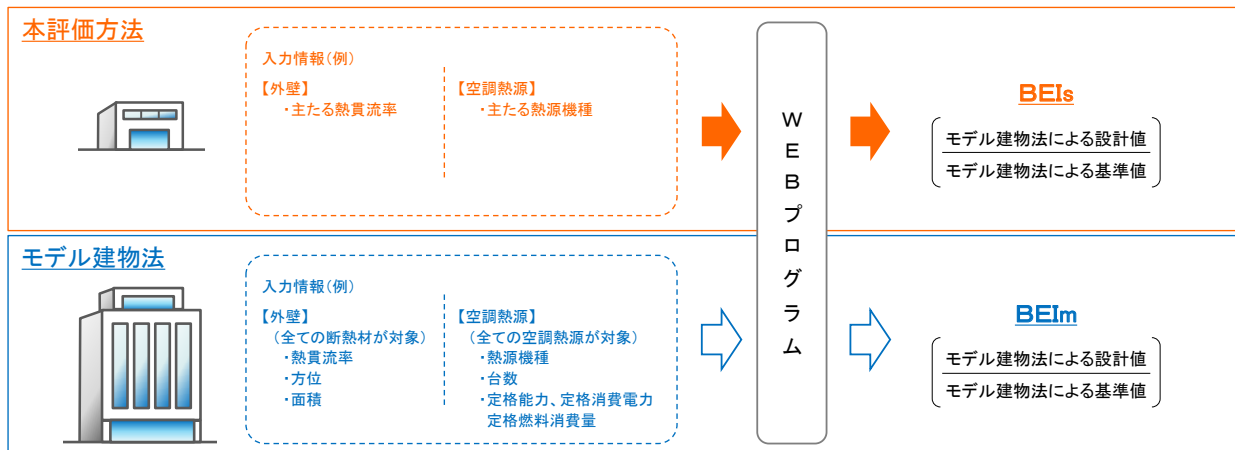 本評価方法
入力情報(例)
【外壁】
・主たる熱貫流率
【空調熱源】
・主たる熱源機種
BEIs
モデル建物法による設計値
モデル建物法による基準値
WEBプログラム
モデル建物法
入力情報(例)
【外壁】
(全ての断熱材が対象)
・熱貫流率
・方位
・面積
【空調熱源】
(全ての空調熱源が対象)
・熱源機種
・台数
・定格能力、定格消費電力
定格燃料消費量
BEIm
モデル建物法による設計値
モデル建物法による基準値